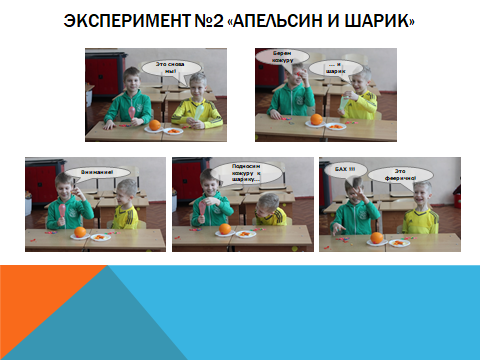 ЭКСПЕРИМЕНТ №2 «АПЕЛЬСИН И ШАРИК»
Это снова
мы!
Берем
кожуру
.... и
шарик
Внимание!
Подносим
кожуру к
шарику....
БАХ !!!
Это
феерично!